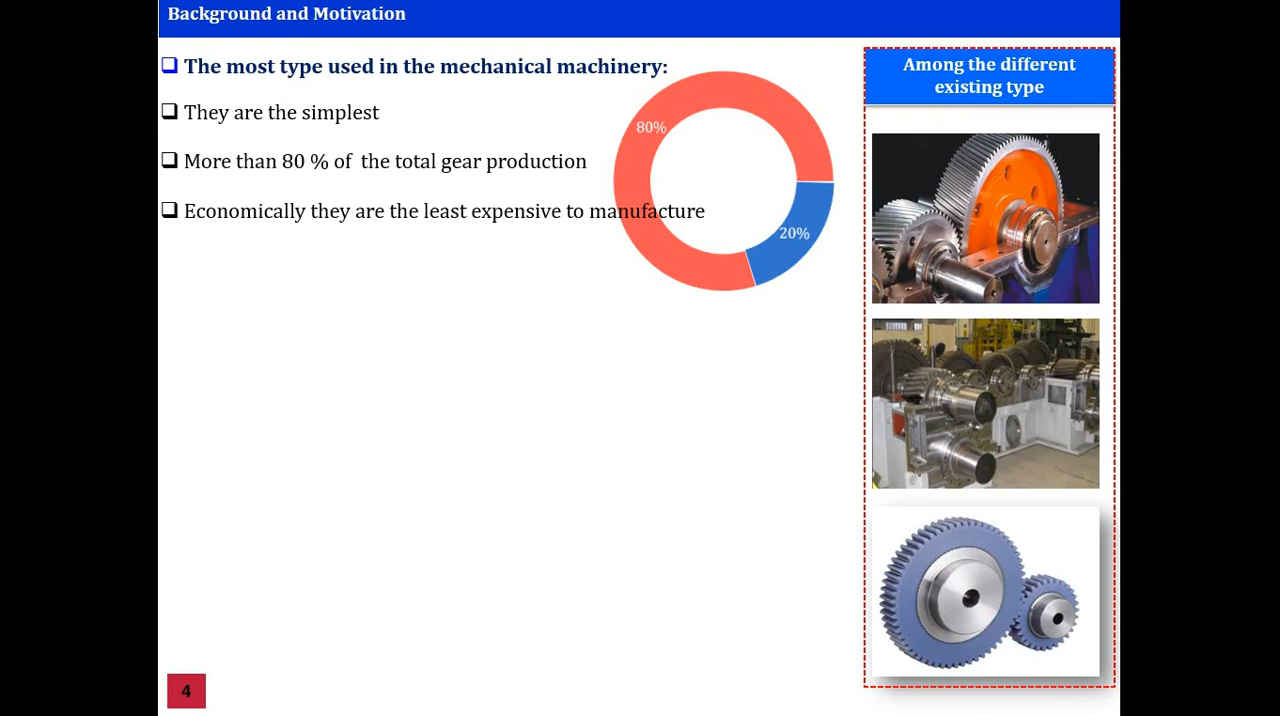 Background and Motivation
The most type used in the mechanical machinery:
They are the simplest
More than 80 % of the total gear production
Economically they are the least expensive to manufacture
80%
20%
Among the different
existing type
4